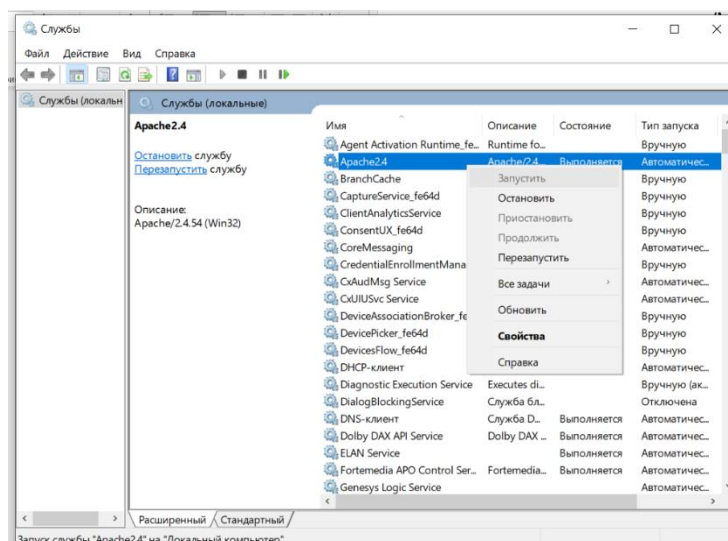 Службы
Файл Действие Вид Справка
Службы (локальн
Службы (локальные)
Apache2.4
Остановить службу
Перезапустить службу
Описание:
Apache/2.4.54 (Win32)
Имя Описание Состояние Тип запуска
Agent Activation Runtime_fe... Runtime fo... Вручную
Apache2.4 Apache/2.4... Выполняется Автоматичес...
BranchCache Вручную
CaptureService_fe64d Вручную
ClientAnalyticsService Вручную
ConsentUX_fe64d Вручную
CoreMessaging Автоматичес...
CredentialEnrollmentMana Вручную
CxAudMsg Service Автоматичес...
CxUIUSvc Service Автоматичес...
DeviceAssociationBroker_fe Вручную
DevicePicker_fe64d Вручную
DevicesFlow_fe64d Вручную
DHCP-клиент Автоматичес...
Diagnostic Execution Service Executes di... Вручную (ак...
DialogBlockingService Служба бл... Отключена
DNS-клиент Служба D... Выполняется Автоматичес...
Dolby DAX API Service Dolby DAX ... Выполняется Автоматичес...
ELAN Service Выполняется Автоматичес...
Fortemedia APO Control Ser... Fortemedia... Выполняется Автоматичес...
Genesys Logic Service Автоматичес...
Запустить
Остановить
Приостановить
Продолжить
Перезапустить
Все задачи
Обновить
Свойства
Справка
Расширенный Стандартный
Запуск службы "Apache2.4" на "Локальный компьютер"